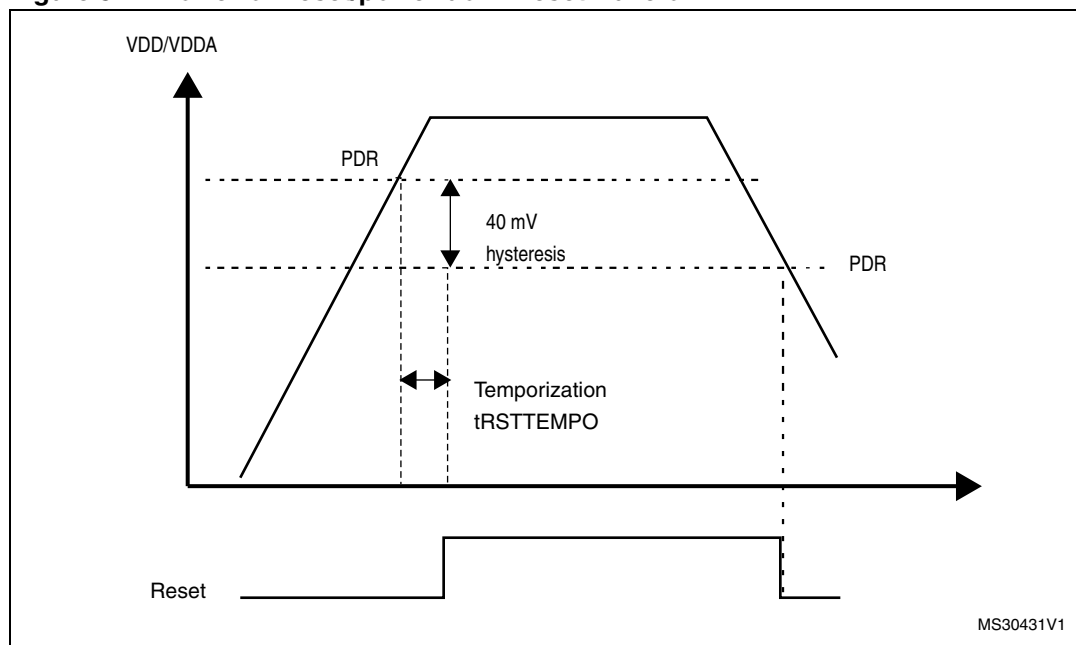 VDD/VDDA
PDR
40 mV
hysteresis
PDR
Temporization
tRSTTEMPO
Reset
MS30431V1